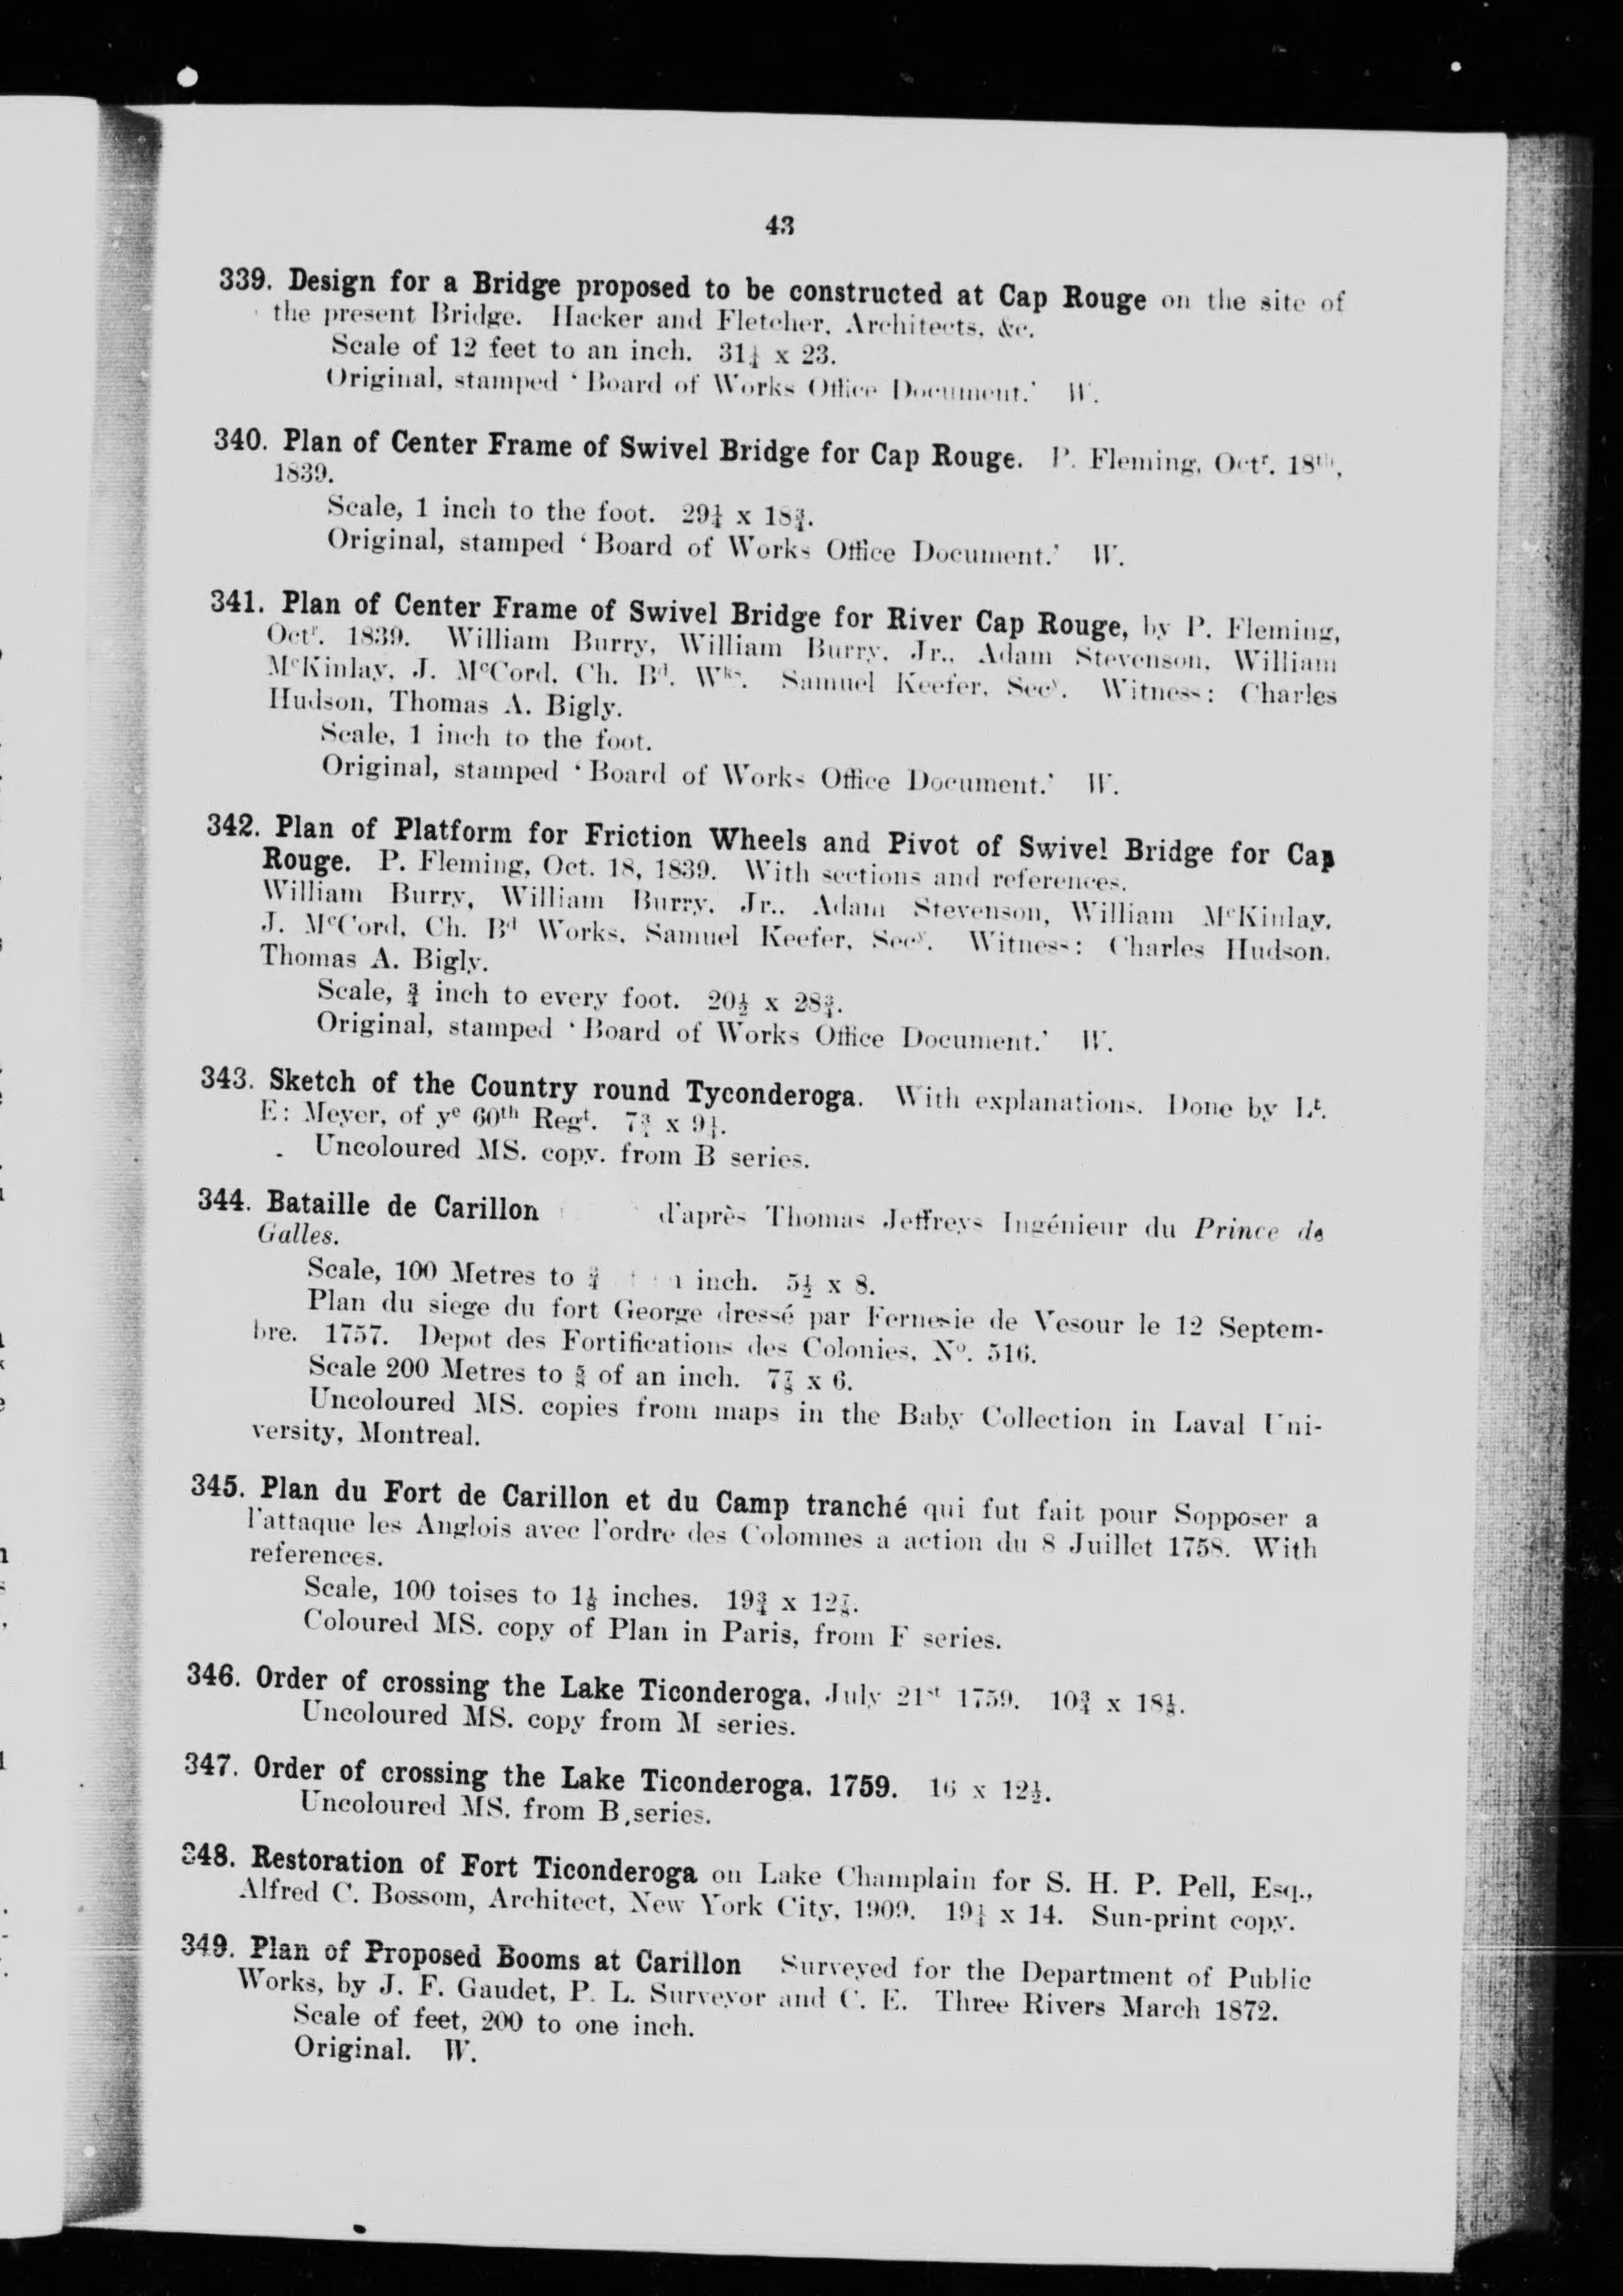 43
339. Design for a Bridge proposed to be constructed at Cap Rouge on the site of
the present Bridge. Hacker and Fletcher, Architects, &c.
Scale of 12 feet to an inch. 31¼ x 23.
Original, stamped ‘Board of Works Office Document.’ W.
340. Plan of Center Frame of Swivel Bridge for Cap Rouge. P. Fleming, Octr. 18th,
1839.
Scale, 1 inch to the foot. 29¼ x 18¾.
Original, stamped ‘Board of Works Office Document.’ W.
341. Plan of Center Frame of Swivel Bridge for River Cap Rouge, by P. Fleming,
Octr. 1839. William Burry, William Burry, Jr., Adam Stevenson, William
McKinlay, J. McCord, Ch. Bd. Wks. Samuel Keefer, Secy. Witness: Charles
Hudson, Thomas A. Bigly.
Scale, 1 inch to the foot.
Original, stamped ‘Board of Works Office Document.’ W.
342. Plan of Platform for Friction Wheels and Pivot of Swivel Bridge for Cap
Rouge. P. Fleming, Oct. 18, 1839. With sections and references.
William Burry, William Burry, Jr., Adam Stevenson, William McKinlay,
J. McCord, Ch. Bd Works, Samuel Keefer, Secy. Witness: Charles Hudson,
Thomas A. Bigly.
Scale, ¾ inch to every foot. 20½ x 28¾.
Original, stamped ‘Board of Works Office Document.’ W.
343. Sketch of the Country round Tyconderoga. With explanations. Done by Lt.
E: Meyer, of ye 60th Regt. 7¾ x 9¼.
Uncoloured MS. copy. from B series.
344. Bataille de Carillon d'après Thomas Jeffreys Ingénieur du Prince de
Galles.
Scale, 100 Metres to ¾ inch. 5½ x 8.
Plan du siege du fort George dressé par Fernesie de Vesour le 12 Septem-
bre. 1757. Depot des Fortifications des Colonies, No. 516.
Scale 200 Metres to ⅝ of an inch. 7⅞ x 6.
Uncoloured MS. copies from maps in the Baby Collection in Laval Uni-
versity, Montreal.
345. Plan du Fort de Carillon et du Camp tranché qui fut fait pour Sopposer a
l'attaque les Anglois avec l'ordre des Colomnes a action du 8 Juillet 1758. With
references.
Scale, 100 toises to 1⅛ inches. 19¾ x 12⅞.
Coloured MS. copy of Plan in Paris, from F series.
346. Order of crossing the Lake Ticonderoga, July 21st 1759. 10¾ x 18⅛.
Uncoloured MS. copy from M series.
347. Order of crossing the Lake Ticonderoga, 1759. 16 x 12½.
Uncoloured MS. from B series.
348. Restoration of Fort Ticonderoga on Lake Champlain for S. H. P. Pell, Esq.,
Alfred C. Bossom, Architect, New York City, 1909. 19¼ x 14. Sun-print copy.
349. Plan of Proposed Booms at Carillon Surveyed for the Department of Public
Works, by J. F. Gaudet, P. L. Surveyor and C. E. Three Rivers March 1872.
Scale of feet, 200 to one inch.
Original. W.